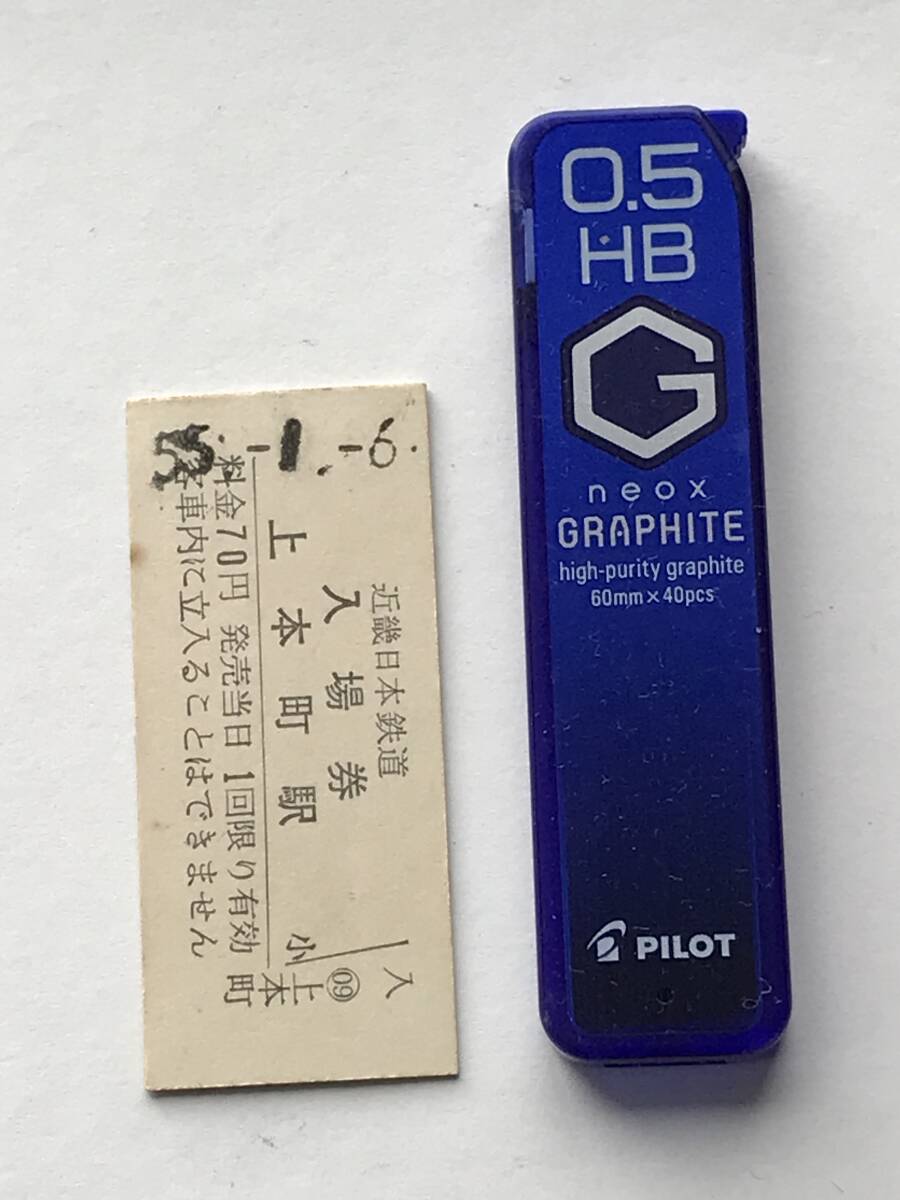 近畿日本鉄道
入場券
上本町駅
料金70円 発売当日1回限り有効
客車内に立入ることはできません
小
入
09
上本町
0.5
HB
G
neox
GRAPHITE
high-purity graphite
60mm×40pcs
PILOT